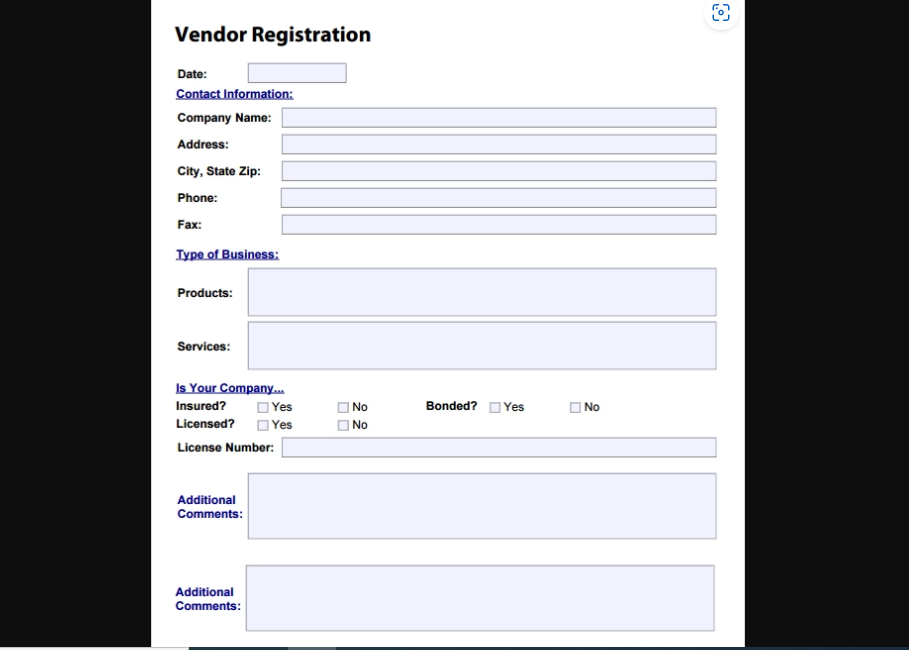 Vendor Registration
Date:
Contact Information:
Company Name:
Address:
City, State Zip:
Phone:
Fax:
Type of Business:
Products:
Services:
Is Your Company...
Insured? Yes No Bonded? Yes No
Licensed? Yes No
License Number:
Additional
Comments:
Additional
Comments: